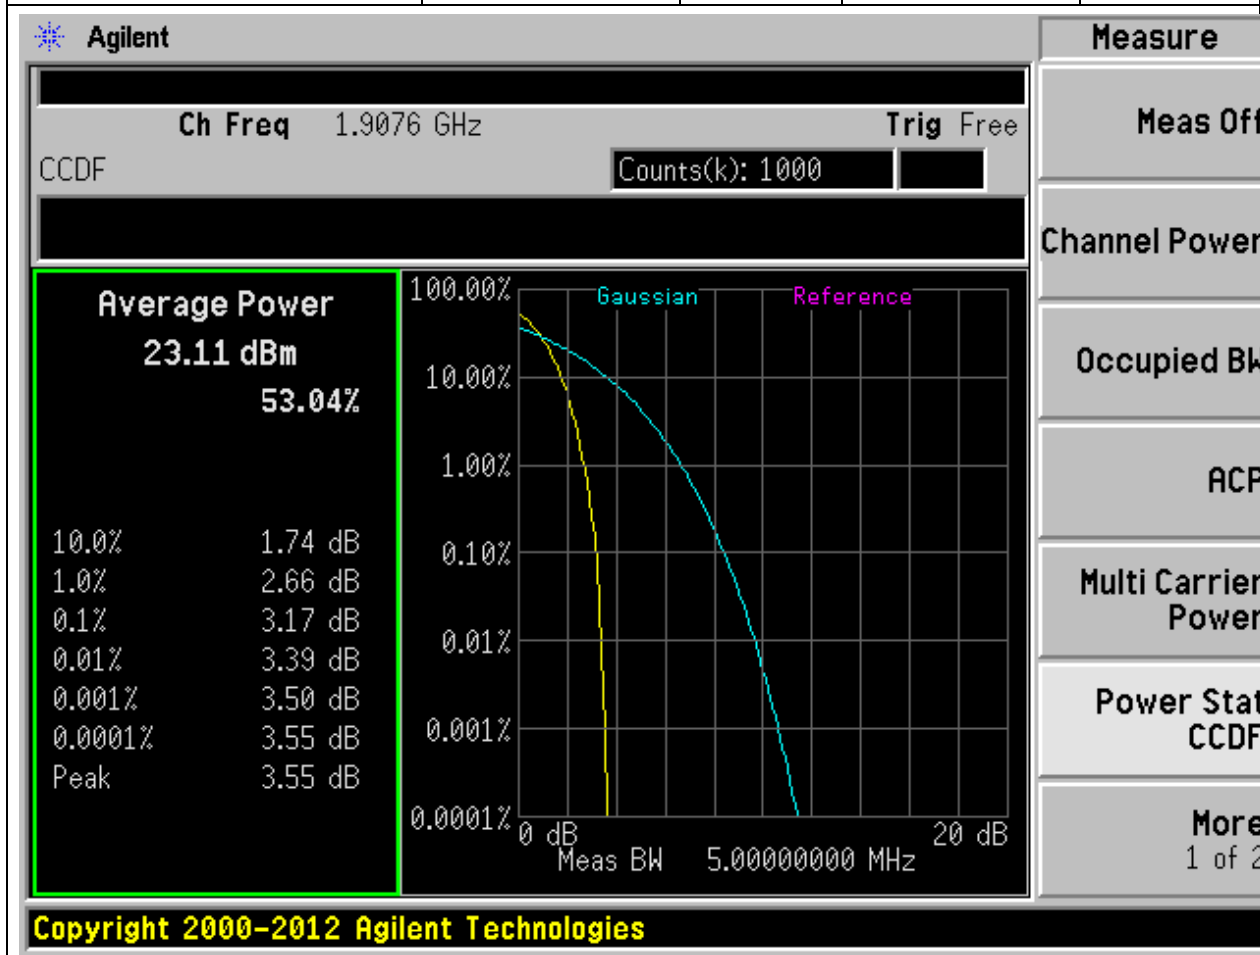 Agilent
Measure
Ch Freq 1.9076 GHz Trig Free
Meas Off
CCDF Counts(k): 1000
Channel Power
Average Power
23.11 dBm
53.04%
10.0% 1.74 dB
1.0% 2.66 dB
0.1% 3.17 dB
0.01% 3.39 dB
0.001% 3.50 dB
0.0001% 3.55 dB
Peak 3.55 dB
100.00%
Gaussian Reference
10.00%
1.00%
0.10%
0.01%
0.001%
0.0001%
0 dB 20 dB
Meas BW 5.00000000 MHz
Occupied BW
ACP
Multi Carrier
Power
Power Stat
CCDF
More
1 of 2
Copyright 2000-2012 Agilent Technologies